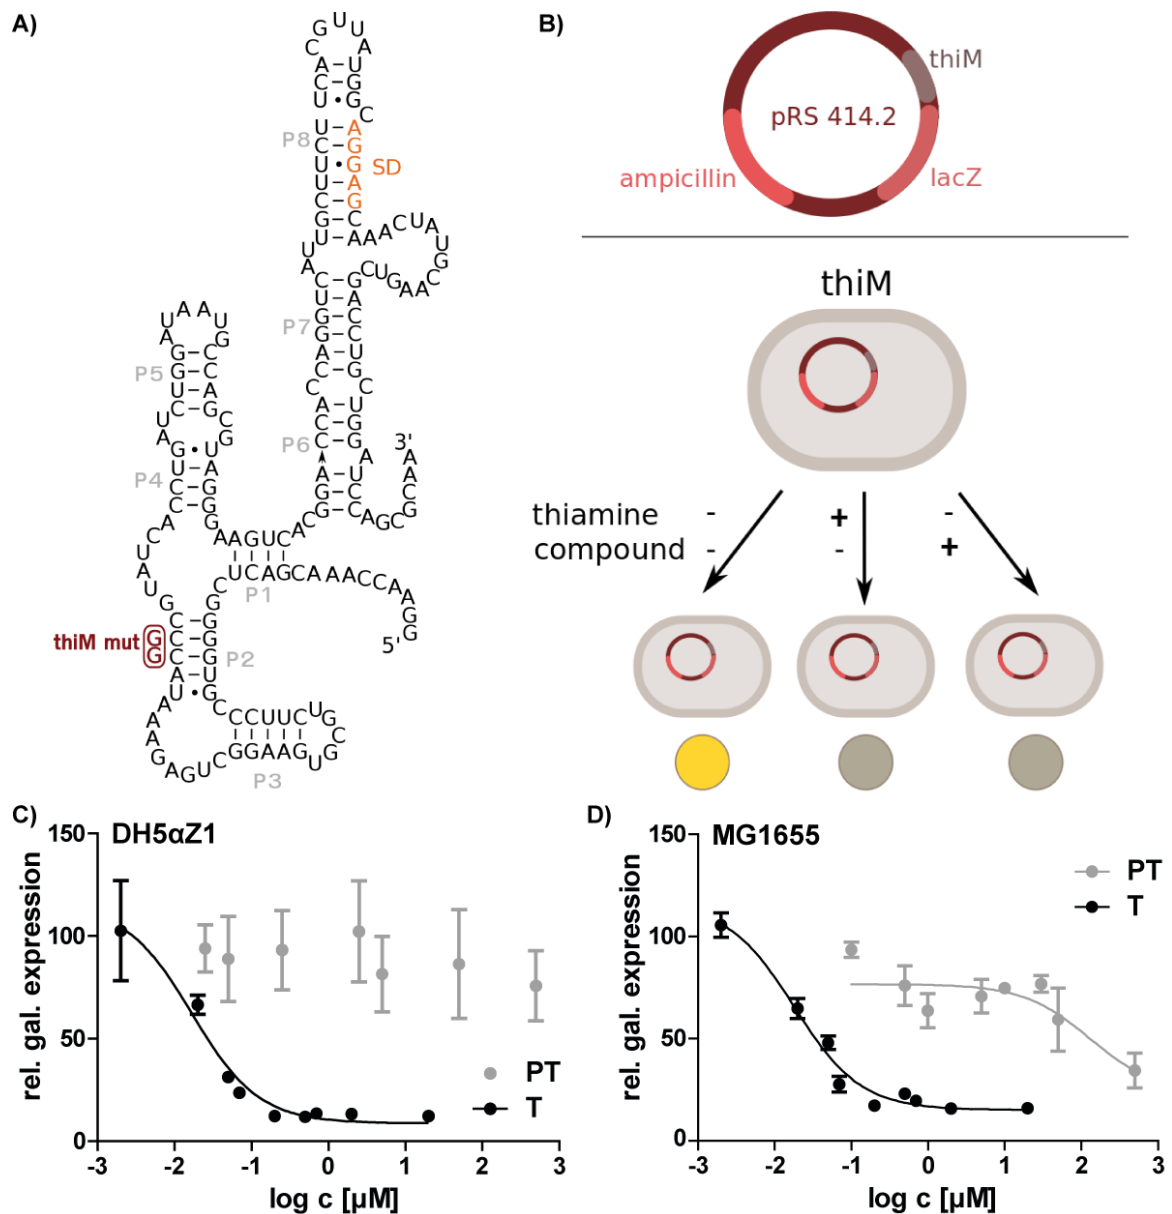 A)
GGAACCAAACGACUCGGGGUGCCCUUCUGCGUGAAGGCUGAGAAAUACCCGUAUCACCUGAUCUGGAUAAUGCCAGCGUAGGGAAGUCACGGACCACCAGGUCAUUGCUUCUUCACGUUAUGGCAGGAGCAAACUAUGCAAGUCGACCUGCUGGAUCCAGCGCAA
P8
SD
P7
P5
P6
3'
P4
P1
5'
thiM mut
GG
P2
P3
B)
thiM
pRS 414.2
ampicillin
lacZ
thiM
thiamine - + -
compound - - +
C)
DH5αZ1
rel. gal. expression
150
100
50
0
PT
T
-3 -2 -1 0 1 2 3
log c [µM]
D)
MG1655
rel. gal. expression
150
100
50
0
PT
T
-3 -2 -1 0 1 2 3
log c [µM]